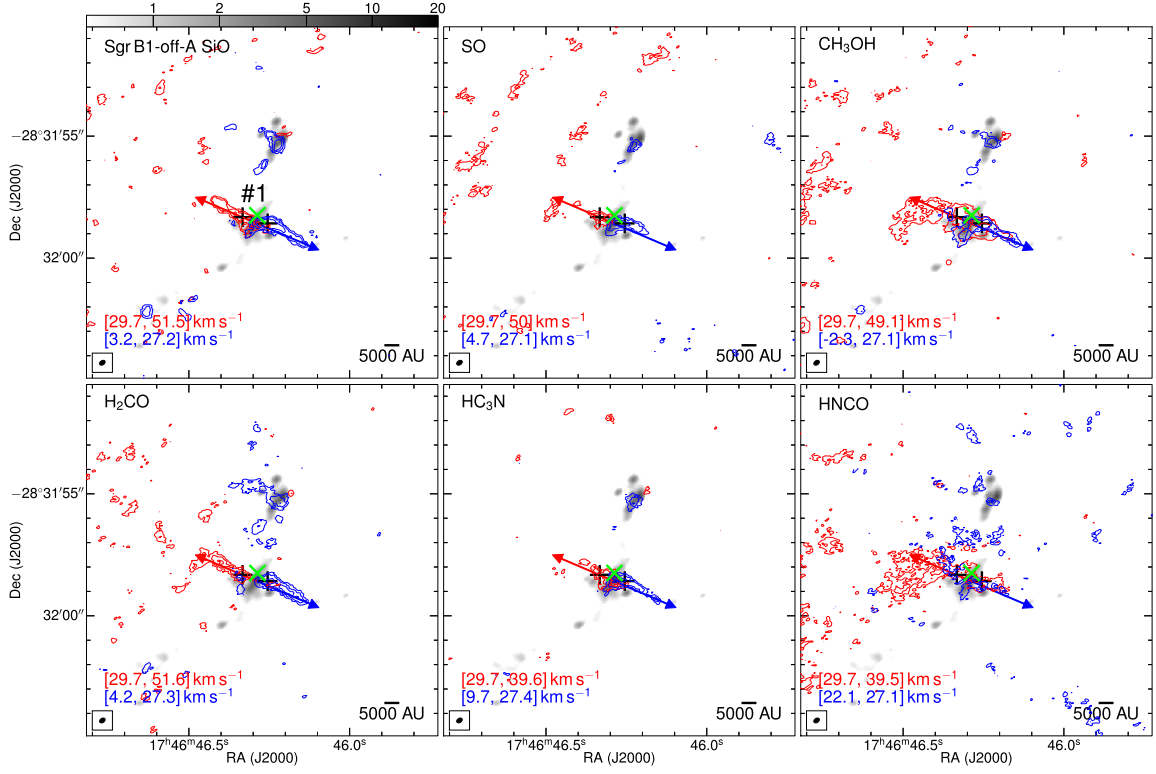 1 2 5 10 20
Sgr B1-off-A SiO
SO
CH₃OH
−28°31′55″
#1
Dec (J2000)
32′00″
[29.7, 51.5] km s⁻¹
[3.2, 27.2] km s⁻¹
5000 AU
[29.7, 50] km s⁻¹
[4.7, 27.1] km s⁻¹
5000 AU
[29.7, 49.1] km s⁻¹
[-2.3, 27.1] km s⁻¹
5000 AU
H₂CO
HC₃N
HNCO
−28°31′55″
Dec (J2000)
32′00″
[29.7, 51.6] km s⁻¹
[4.2, 27.3] km s⁻¹
5000 AU
[29.7, 39.6] km s⁻¹
[9.7, 27.4] km s⁻¹
5000 AU
[29.7, 39.5] km s⁻¹
[22.1, 27.1] km s⁻¹
5000 AU
17ʰ46ᵐ46.5ˢ 46.0ˢ
RA (J2000)
17ʰ46ᵐ46.5ˢ 46.0ˢ
RA (J2000)
17ʰ46ᵐ46.5ˢ 46.0ˢ
RA (J2000)